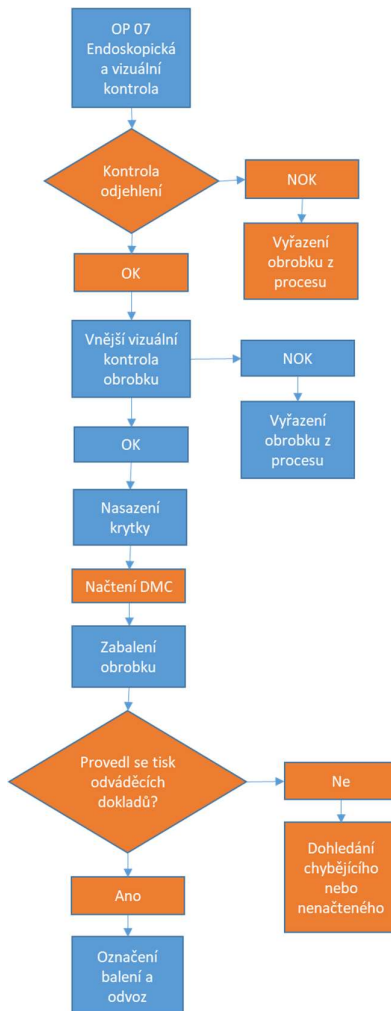 OP 07
Endoskopická
a vizuální
kontrola
Kontrola
odjehlení
NOK
Vyřazení
obrobku z
procesu
OK
Vnější vizuální
kontrola
obrobku
NOK
Vyřazení
obrobku z
procesu
OK
Nasazení
krytky
Načtení DMC
Zabalení
obrobku
Provedl se tisk
odváděcích
dokladů?
Ne
Dohledání
chybějícího
nebo
nenačteného
Ano
Označení
balení a
odvoz